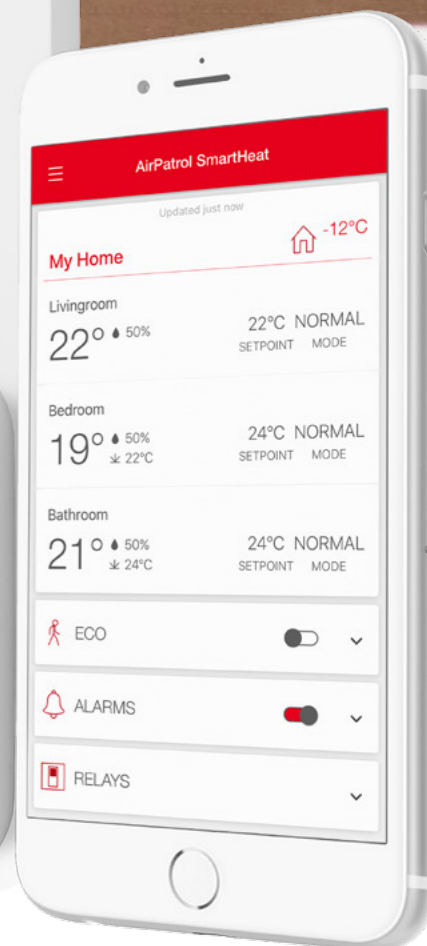 AirPatrol SmartHeat
Updated just now
My Home -12°C
Livingroom
22° 50% 22°C NORMAL
SETPOINT MODE
Bedroom
19° 50% 24°C NORMAL
22°C SETPOINT MODE
Bathroom
21° 50% 24°C NORMAL
24°C SETPOINT MODE
ECO
ALARMS
RELAYS